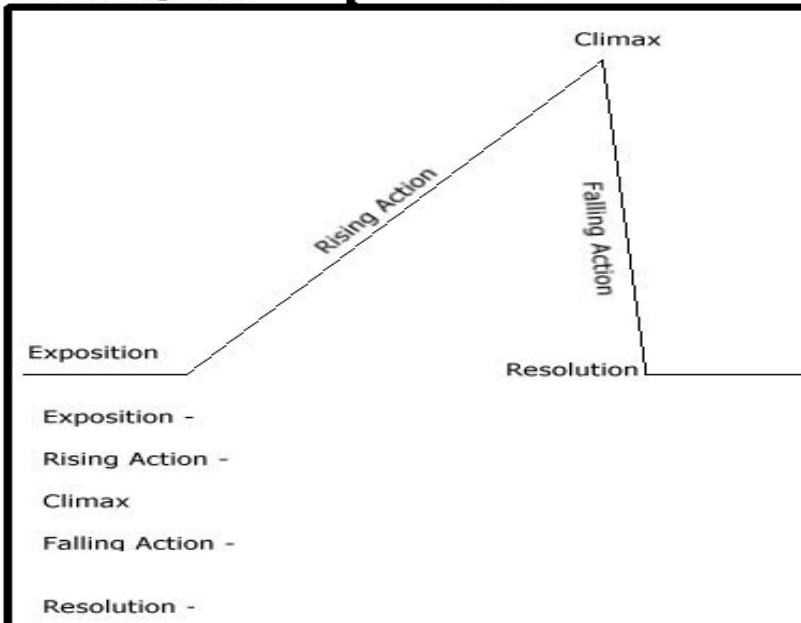 Climax
Rising Action
Falling Action
Exposition
Resolution
Exposition -
Rising Action -
Climax
Falling Action -
Resolution -